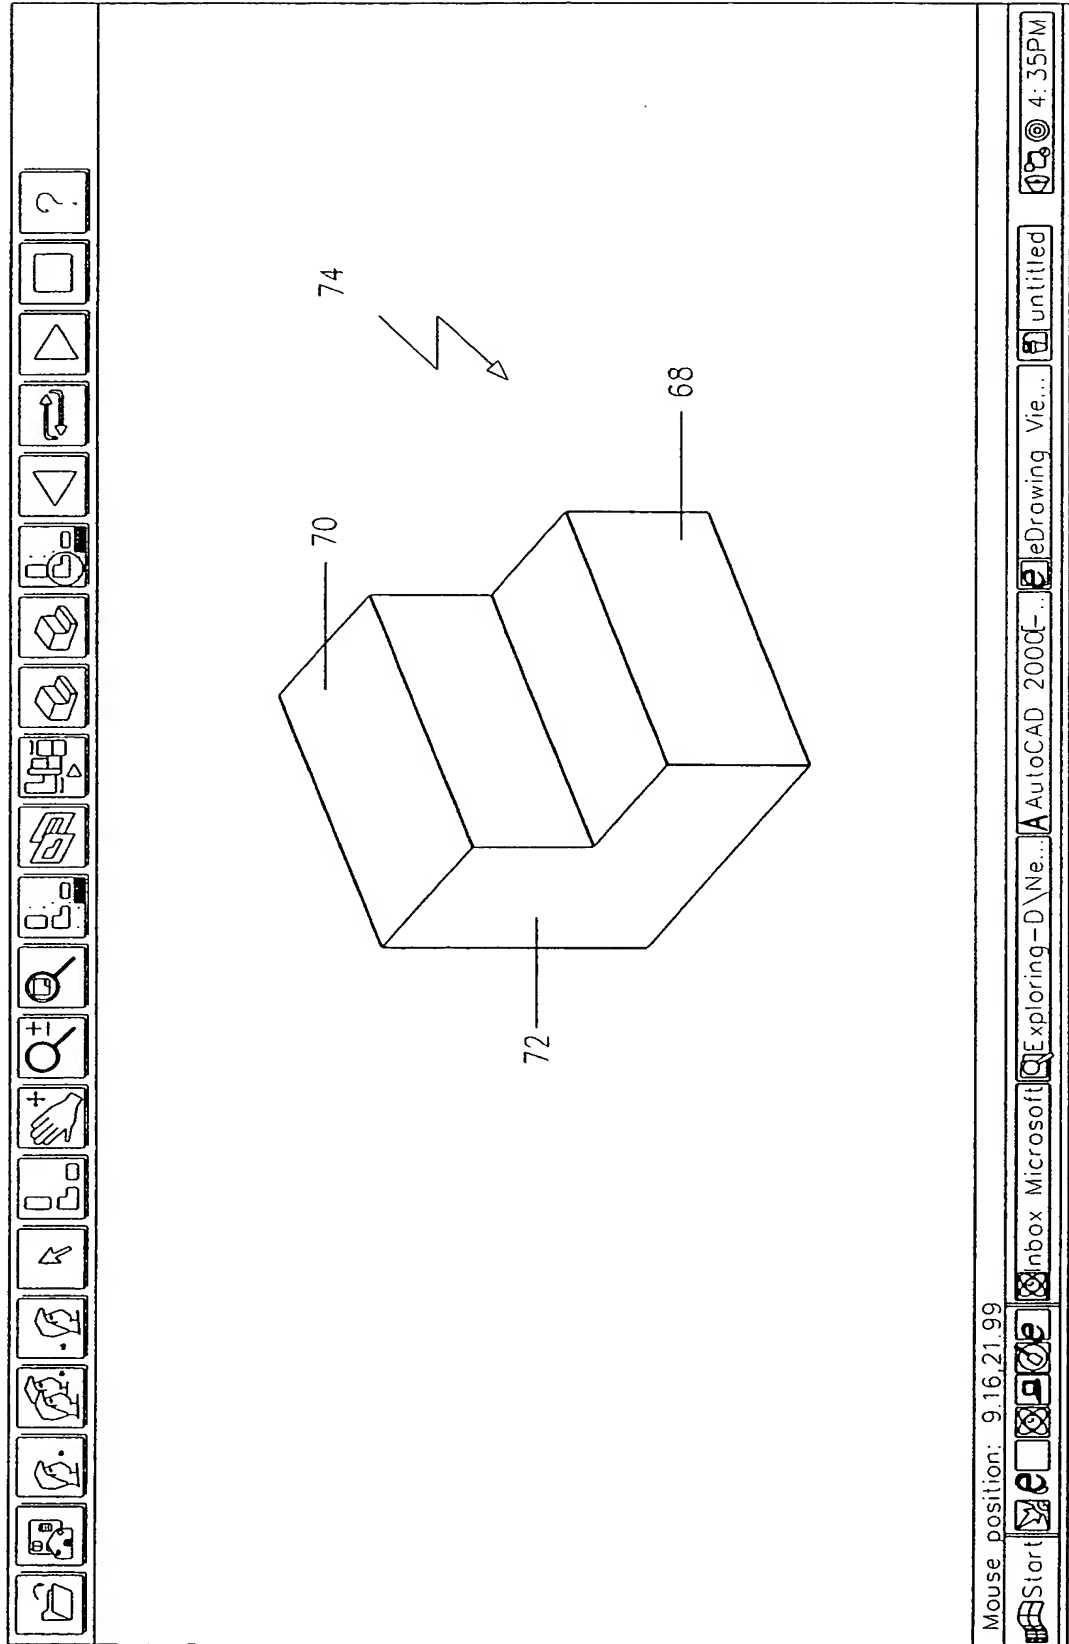 ?
74
70
68
72
Mouse position: 9.16,21.99
Start
Inbox Microsoft
Exploring-D\Ne...
AutoCAD 2000[-...
eDrowing Vie...
untitled
4:35PM